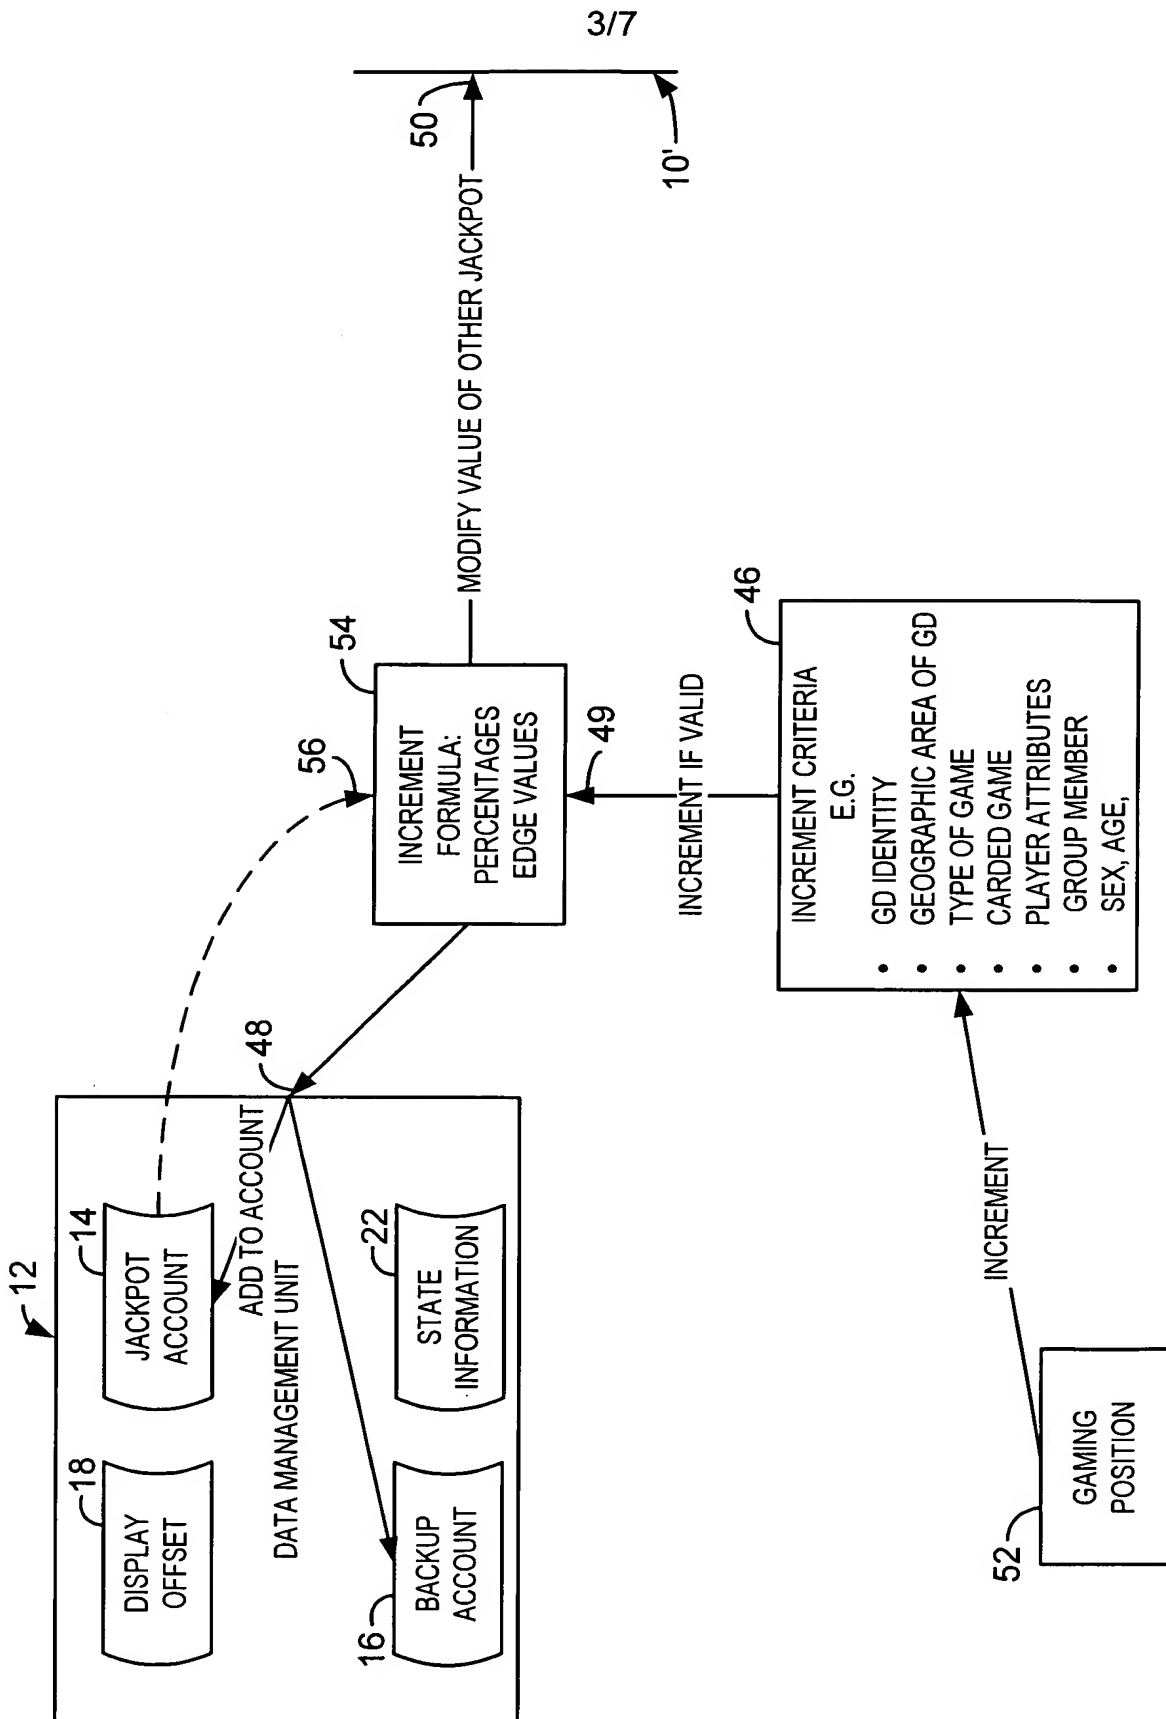 3/7
12
18
DISPLAY
OFFSET
14
JACKPOT
ACCOUNT
ADD TO ACCOUNT
DATA MANAGEMENT UNIT
16
BACKUP
ACCOUNT
22
STATE
INFORMATION
48
56
54
INCREMENT
FORMULA:
PERCENTAGES
EDGE VALUES
49
MODIFY VALUE OF OTHER JACKPOT
50
10'
INCREMENT IF VALID
46
INCREMENT CRITERIA
E.G.
• GD IDENTITY
• GEOGRAPHIC AREA OF GD
• TYPE OF GAME
• CARDED GAME
• PLAYER ATTRIBUTES
• GROUP MEMBER
• SEX, AGE,
INCREMENT
52
GAMING
POSITION